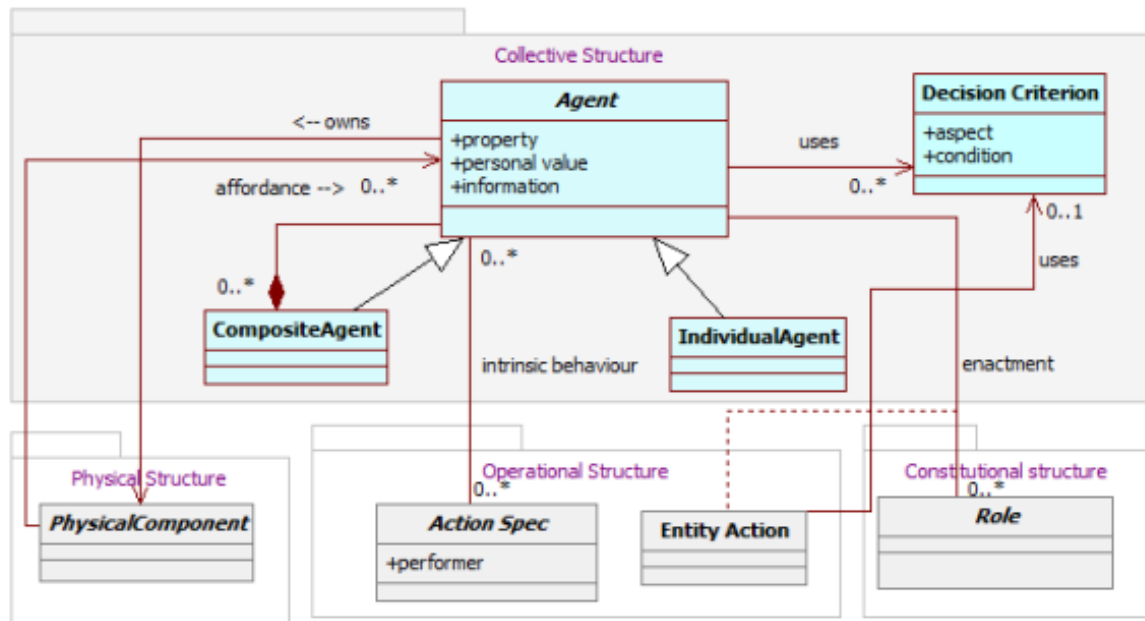 Collective Structure
Agent
Decision Criterion
<-- owns
+property
+aspect
uses
+personal value
+condition
affordance --> 0..*
+information
0..*
0..1
0..*
uses
0..*
CompositeAgent
IndividualAgent
intrinsic behaviour
enactment
Physical Structure
Operational Structure
Constitutional structure
0..*
0..*
PhysicalComponent
Action Spec
Entity Action
Role
+performer